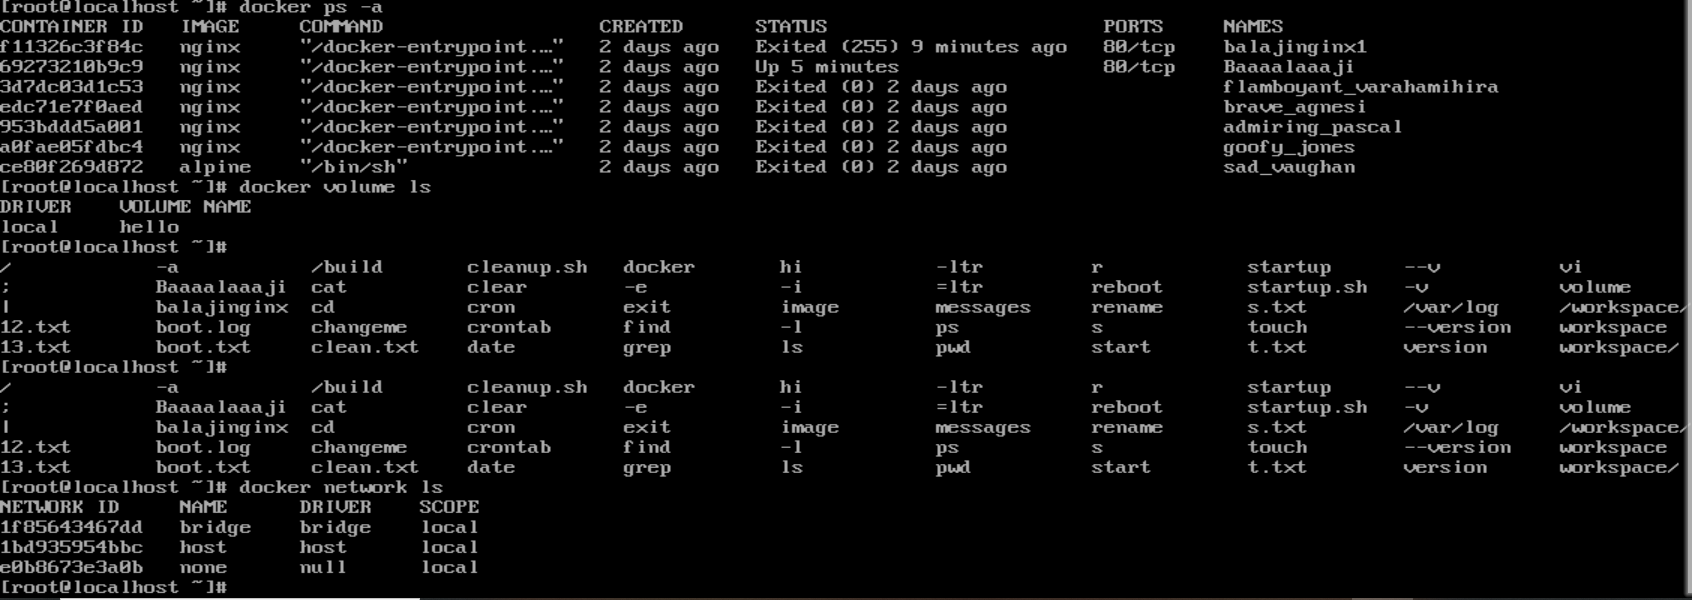 [root@localhost ~]# docker ps -a
CONTAINER ID   IMAGE     COMMAND                  CREATED      STATUS                       PORTS     NAMES
f11326c3f84c   nginx     "/docker-entrypoint.…"   2 days ago   Exited (255) 9 minutes ago   80/tcp    balajinginx1
69273210b9c9   nginx     "/docker-entrypoint.…"   2 days ago   Up 5 minutes                 80/tcp    Baaaalaaaji
3d7dc03d1c53   nginx     "/docker-entrypoint.…"   2 days ago   Exited (0) 2 days ago                  flamboyant_varahamihira
edc71e7f0aed   nginx     "/docker-entrypoint.…"   2 days ago   Exited (0) 2 days ago                  brave_agnesi
953bddd5a001   nginx     "/docker-entrypoint.…"   2 days ago   Exited (0) 2 days ago                  admiring_pascal
a0fae05fdbc4   nginx     "/docker-entrypoint.…"   2 days ago   Exited (0) 2 days ago                  goofy_jones
ce80f269d872   alpine    "/bin/sh"                2 days ago   Exited (0) 2 days ago                  sad_vaughan
[root@localhost ~]# docker volume ls
DRIVER    VOLUME NAME
local     hello
[root@localhost ~]#
/            -a           /build       cleanup.sh   docker       hi           -ltr         r            startup      --v          vi
;            Baaaalaaaji  cat          clear        -e           -i           =ltr         reboot       startup.sh   -v           volume
|            balajinginx  cd           cron         exit         image        messages     rename       s.txt        /var/log     /workspace/
12.txt       boot.log     changeme     crontab      find         -l           ps           s            touch        --version    workspace
13.txt       boot.txt     clean.txt    date         grep         ls           pwd          start        t.txt        version      workspace/
[root@localhost ~]#
/            -a           /build       cleanup.sh   docker       hi           -ltr         r            startup      --v          vi
;            Baaaalaaaji  cat          clear        -e           -i           =ltr         reboot       startup.sh   -v           volume
|            balajinginx  cd           cron         exit         image        messages     rename       s.txt        /var/log     /workspace/
12.txt       boot.log     changeme     crontab      find         -l           ps           s            touch        --version    workspace
13.txt       boot.txt     clean.txt    date         grep         ls           pwd          start        t.txt        version      workspace/
[root@localhost ~]# docker network ls
NETWORK ID     NAME      DRIVER    SCOPE
1f85643467dd   bridge    bridge    local
1bd935954bbc   host      host      local
e0b8673e3a0b   none      null      local
[root@localhost ~]#